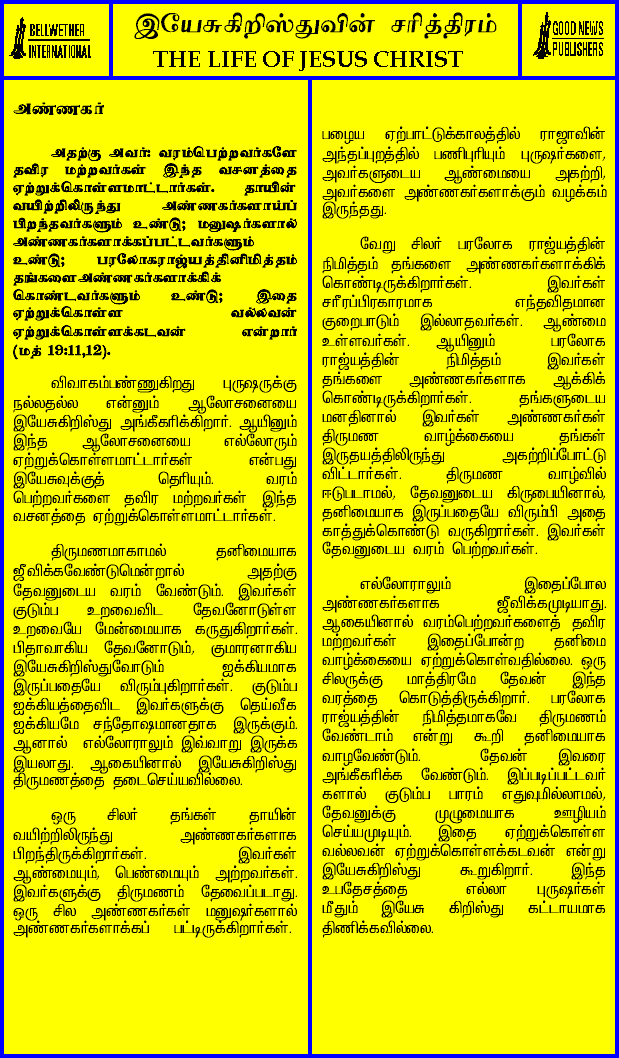 BELLWETHER
INTERNATIONAL
இயேசுகிறிஸ்துவின் சரித்திரம்
THE LIFE OF JESUS CHRIST
GOOD NEWS
PUBLISHERS
அண்ணகர்
அதற்கு அவர்: வரம்பெற்றவர்களே
தவிர மற்றவர்கள் இந்த வசனத்தை
ஏற்றுக்கொள்ளமாட்டார்கள். தாயின்
வயிற்றிலிருந்து அண்ணகர்களாய்ப்
பிறந்தவர்களும் உண்டு; மனுஷர்களால்
அண்ணகர்களாக்கப்பட்டவர்களும்
உண்டு; பரலோகராஜ்யத்தினிமித்தம்
தங்களைஅண்ணகர்களாக்கிக்
கொண்டவர்களும் உண்டு; இதை
ஏற்றுக்கொள்ள வல்லவன்
ஏற்றுக்கொள்ளக்கடவன் என்றார்
(மத் 19:11,12).
விவாகம்பண்ணுகிறது புருஷருக்கு
நல்லதல்ல என்னும் ஆலோசனையை
இயேசுகிறிஸ்து அங்கீகரிக்கிறார். ஆயினும்
இந்த ஆலோசனையை எல்லோரும்
ஏற்றுக்கொள்ளமாட்டார்கள் என்பது
இயேசுவுக்குத் தெரியும். வரம்
பெற்றவர்களை தவிர மற்றவர்கள் இந்த
வசனத்தை ஏற்றுக்கொள்ளமாட்டார்கள்.
திருமணமாகாமல் தனிமையாக
ஜீவிக்கவேண்டுமென்றால் அதற்கு
தேவனுடைய வரம் வேண்டும். இவர்கள்
குடும்ப உறவைவிட தேவனோடுள்ள
உறவையே மேன்மையாக கருதுகிறார்கள்.
பிதாவாகிய தேவனோடும், குமாரனாகிய
இயேசுகிறிஸ்துவோடும் ஐக்கியமாக
இருப்பதையே விரும்புகிறார்கள். குடும்ப
ஐக்கியத்தைவிட இவர்களுக்கு தெய்வீக
ஐக்கியமே சந்தோஷமானதாக இருக்கும்.
ஆனால் எல்லோராலும் இவ்வாறு இருக்க
இயலாது. ஆகையினால் இயேசுகிறிஸ்து
திருமணத்தை தடைசெய்யவில்லை.
ஒரு சிலர் தங்கள் தாயின்
வயிற்றிலிருந்து அண்ணகர்களாக
பிறந்திருக்கிறார்கள். இவர்கள்
ஆண்மையும், பெண்மையும் அற்றவர்கள்.
இவர்களுக்கு திருமணம் தேவைப்படாது.
ஒரு சில அண்ணகர்கள் மனுஷர்களால்
அண்ணகர்களாக்கப் பட்டிருக்கிறார்கள்.
பழைய ஏற்பாட்டுக்காலத்தில் ராஜாவின்
அந்தப்புறத்தில் பணிபுரியும் புருஷர்களை,
அவர்களுடைய ஆண்மையை அகற்றி,
அவர்களை அண்ணகர்களாக்கும் வழக்கம்
இருந்தது.
வேறு சிலர் பரலோக ராஜ்யத்தின்
நிமித்தம் தங்களை அண்ணகர்களாக்கிக்
கொண்டிருக்கிறார்கள். இவர்கள்
சரீரப்பிரகாரமாக எந்தவிதமான
குறைபாடும் இல்லாதவர்கள். ஆண்மை
உள்ளவர்கள். ஆயினும் பரலோக
ராஜ்யத்தின் நிமித்தம் இவர்கள்
தங்களை அண்ணகர்களாக ஆக்கிக்
கொண்டிருக்கிறார்கள். தங்களுடைய
மனதினால் இவர்கள் அண்ணகர்கள்
திருமண வாழ்க்கையை தங்கள்
இருதயத்திலிருந்து அகற்றிப்போட்டு
விட்டார்கள். திருமண வாழ்வில்
ஈடுபடாமல், தேவனுடைய கிருபையினால்,
தனிமையாக இருப்பதையே விரும்பி அதை
காத்துக்கொண்டு வருகிறார்கள். இவர்கள்
தேவனுடைய வரம் பெற்றவர்கள்.
எல்லோராலும் இதைப்போல
அண்ணகர்களாக ஜீவிக்கமுடியாது.
ஆகையினால் வரம்பெற்றவர்களைத் தவிர
மற்றவர்கள் இதைப்போன்ற தனிமை
வாழ்க்கையை ஏற்றுக்கொள்வதில்லை. ஒரு
சிலருக்கு மாத்திரமே தேவன் இந்த
வரத்தை கொடுத்திருக்கிறார். பரலோக
ராஜ்யத்தின் நிமித்தமாகவே திருமணம்
வேண்டாம் என்று கூறி தனிமையாக
வாழவேண்டும். தேவன் இவரை
அங்கீகரிக்க வேண்டும். இப்படிப்பட்டவர்
களால் குடும்ப பாரம் எதுவுமில்லாமல்,
தேவனுக்கு முழுமையாக ஊழியம்
செய்யமுடியும். இதை ஏற்றுக்கொள்ள
வல்லவன் ஏற்றுக்கொள்ளக்கடவன் என்று
இயேசுகிறிஸ்து கூறுகிறார். இந்த
உபதேசத்தை எல்லா புருஷர்கள்
மீதும் இயேசு கிறிஸ்து கட்டாயமாக
திணிக்கவில்லை.